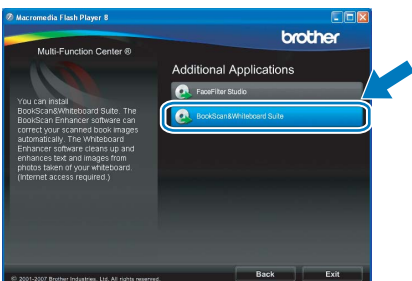 Macromedia Flash Player 8
brother
Multi-Function Center ®
Additional Applications
FaceFilter Studio
BookScan&Whiteboard Suite
You can install
BookScan&Whiteboard Suite. The
BookScan Enhancer software can
correct your scanned book images
automatically. The Whiteboard
Enhancer software cleans up and
enhances text and images from
photos taken of your whiteboard.
(Internet access required.)
© 2001-2007 Brother Industries, Ltd. All rights reserved.
Back
Exit